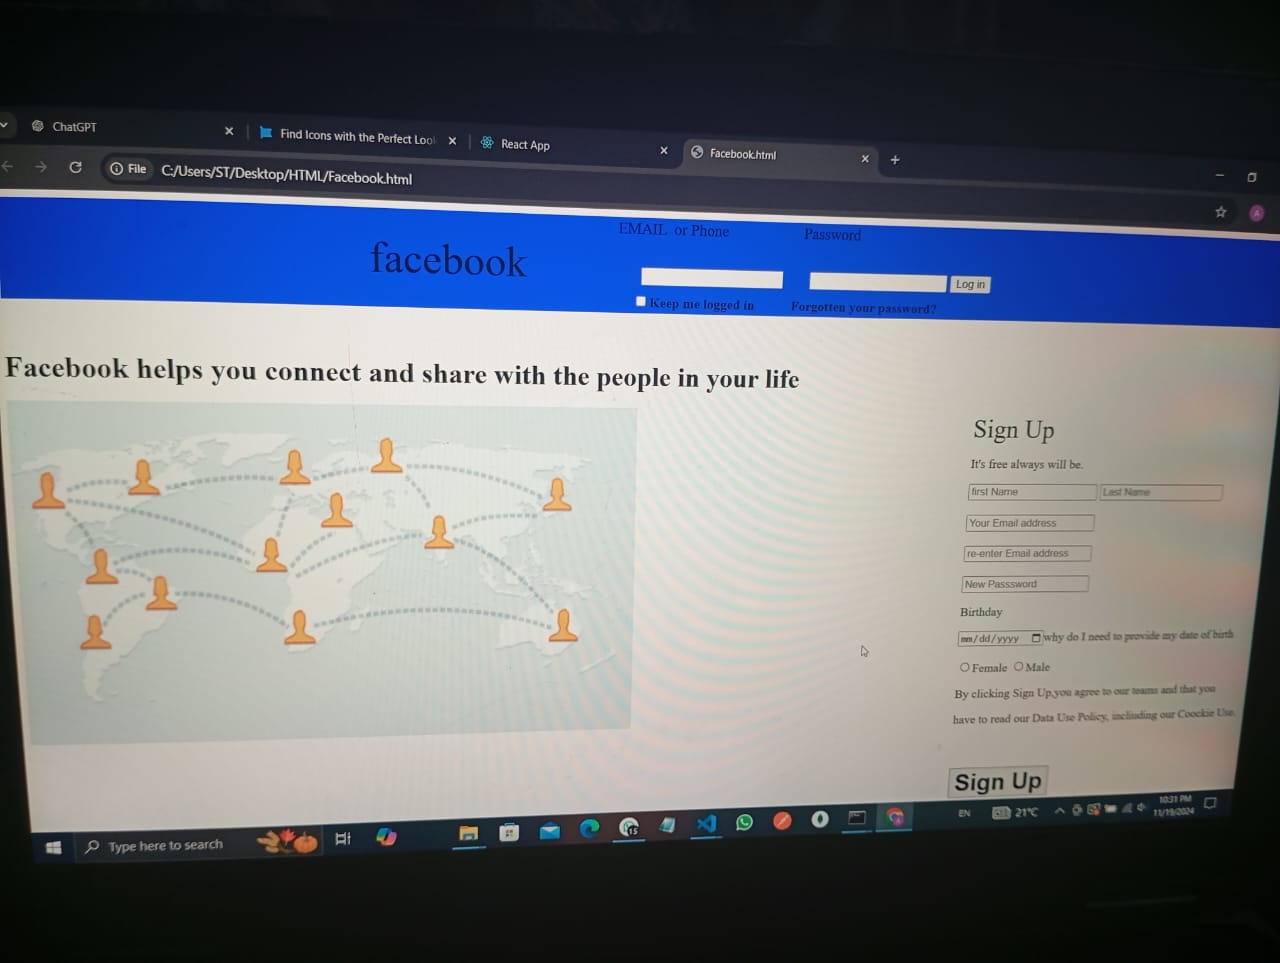 ChatGPT
Find Icons with the Perfect Look
React App
Facebook.html
File C:/Users/ST/Desktop/HTML/Facebook.html
A
EMAIL or Phone Password
facebook
Log in
Keep me logged in Forgotten your password?
Facebook helps you connect and share with the people in your life
Sign Up
It's free always will be.
first Name Last Name
Your Email address
re-enter Email address
New Passsword
Birthday
mm/dd/yyyy why do I need to provide my date of birth
Female Male
By clicking Sign Up,you agree to our teams and that you
have to read our Data Use Policy, incliuding our Coockie Use.
Sign Up
Type here to search
15
EN 21°C
10:31 PM
11/19/2024